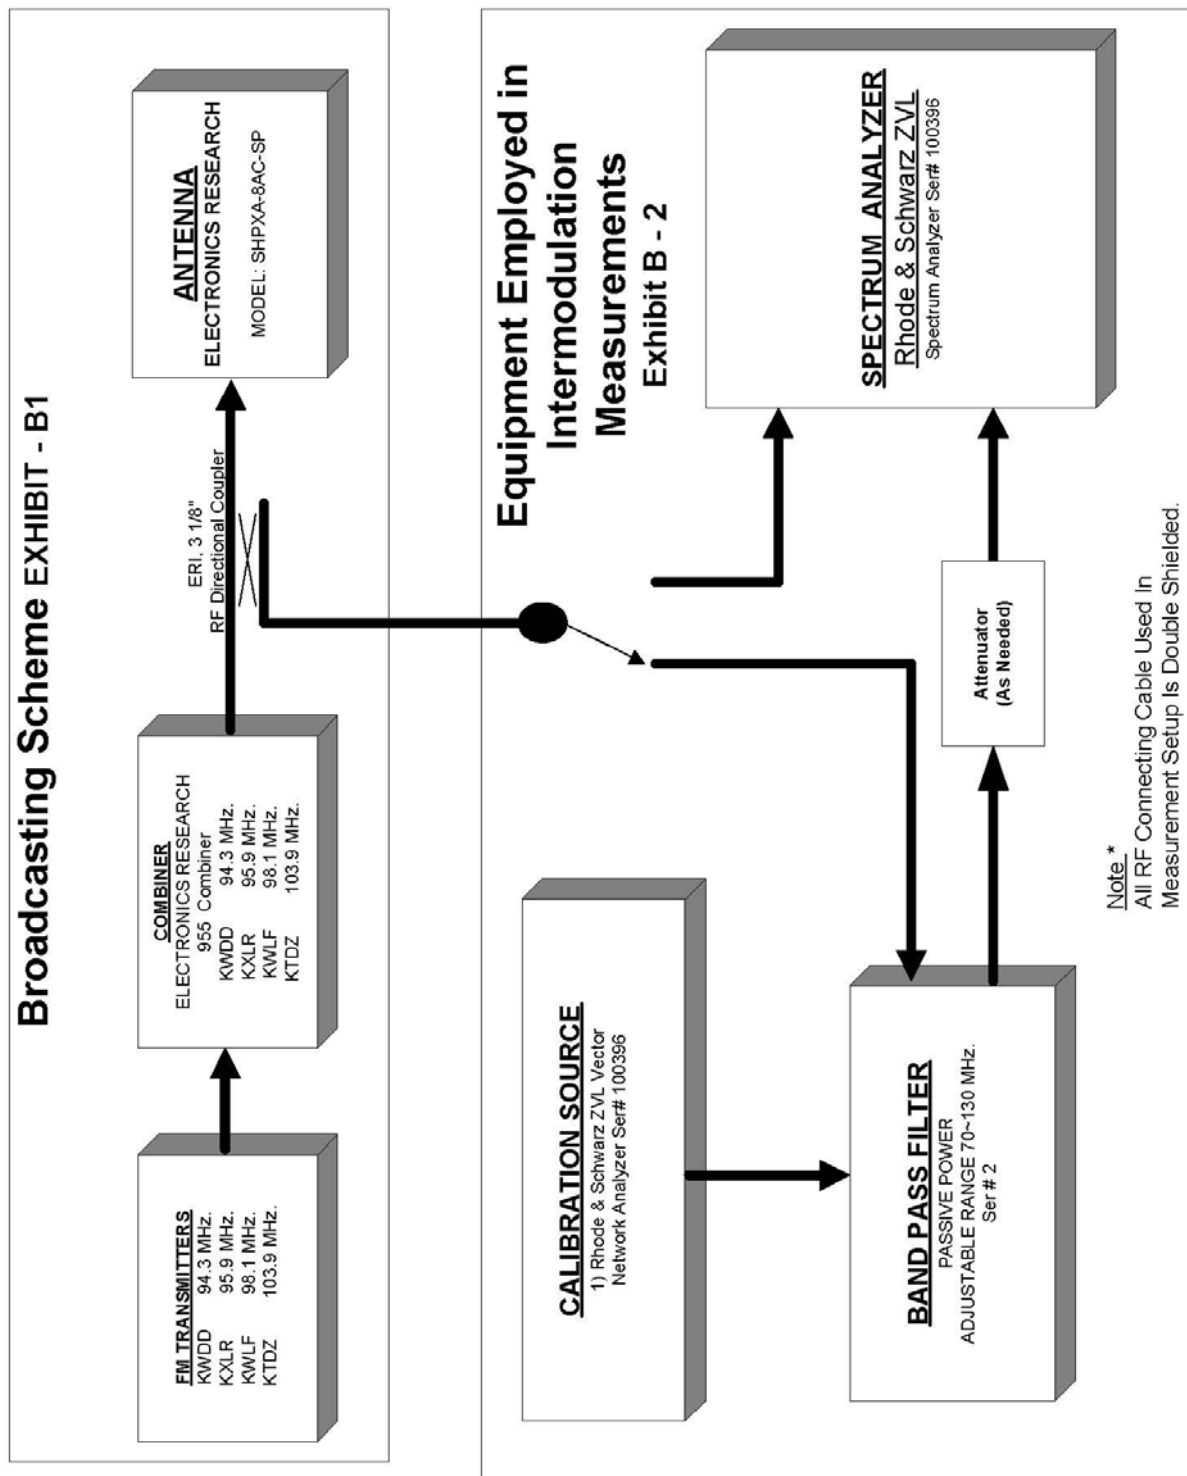 Broadcasting Scheme EXHIBIT - B1
FM TRANSMITTERS
KWDD 94.3 MHz.
KXLR 95.9 MHz.
KWLF 98.1 MHz.
KTDZ 103.9 MHz.
COMBINER
ELECTRONICS RESEARCH
955 Combiner
KWDD 94.3 MHz.
KXLR 95.9 MHz.
KWLF 98.1 MHz.
KTDZ 103.9 MHz.
ERI, 3 1/8"
RF Directional Coupler
ANTENNA
ELECTRONICS RESEARCH
MODEL: SHPXA-8AC-SP
Equipment Employed in
Intermodulation
Measurements
Exhibit B - 2
CALIBRATION SOURCE
1) Rhode & Schwarz ZVL Vector
Network Analyzer Ser# 100396
BAND PASS FILTER
PASSIVE POWER
ADJUSTABLE RANGE 70~130 MHz.
Ser # 2
Attenuator
(As Needed)
SPECTRUM ANALYZER
Rhode & Schwarz ZVL
Spectrum Analyzer Ser# 100396
Note *
All RF Connecting Cable Used In
Measurement Setup Is Double Shielded.